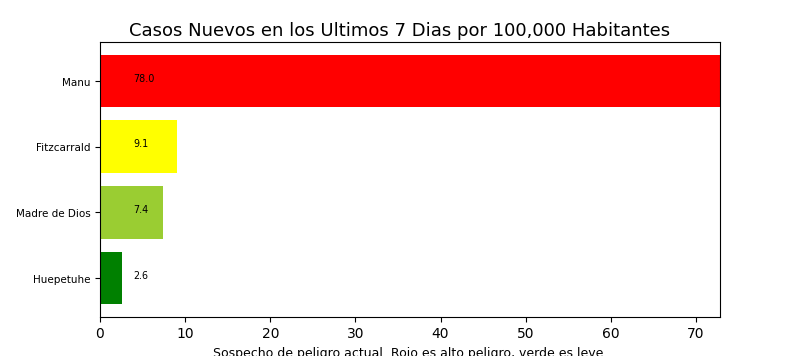 Casos Nuevos en los Ultimos 7 Dias por 100,000 Habitantes
Manu 78.0
Fitzcarrald 9.1
Madre de Dios 7.4
Huepetuhe 2.6
0 10 20 30 40 50 60 70
Sospecho de peligro actual. Rojo es alto peligro, verde es leve